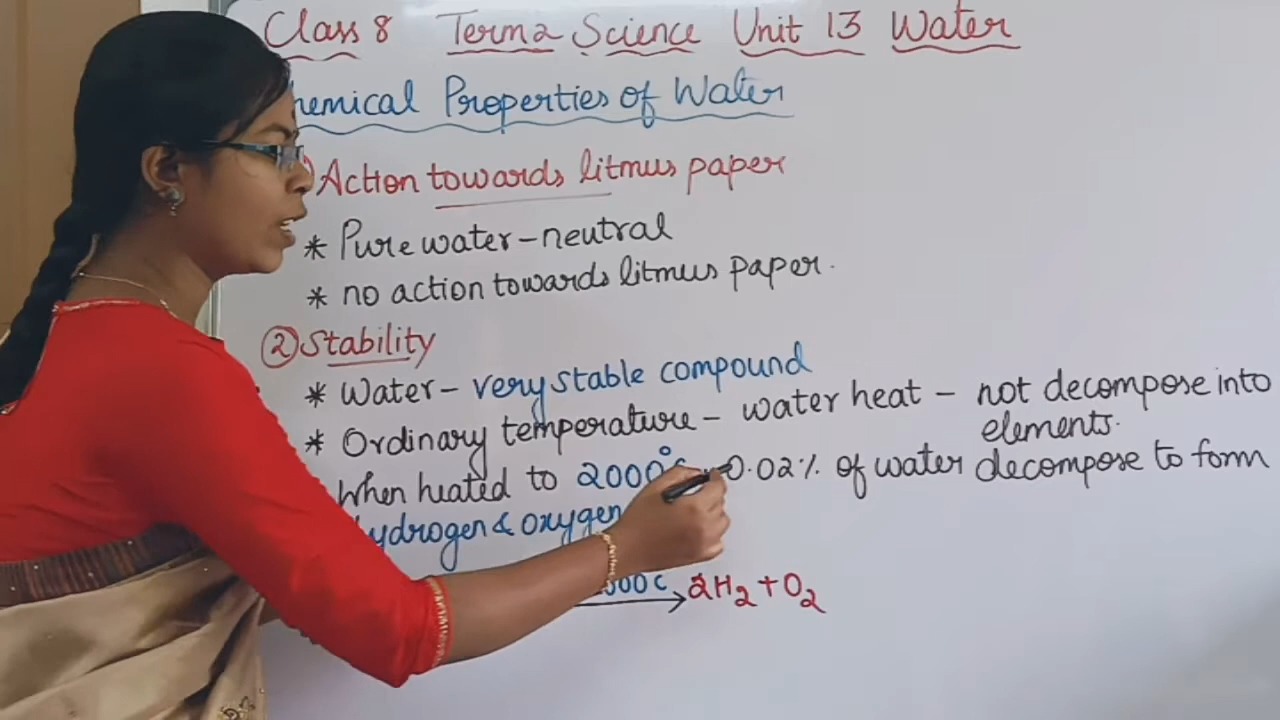 Class 8 Term 2 Science Unit 13 Water
hemical Properties of Water
) Action towards litmus paper
* Pure water - neutral
* no action towards litmus paper.
② Stability
* Water - very stable compound
* Ordinary temperature - water heat - not decompose into
elements.
When heated to 2000°c 0.02% of water decompose to form
ydrogen & oxygen
000 c → 2H₂ + O₂